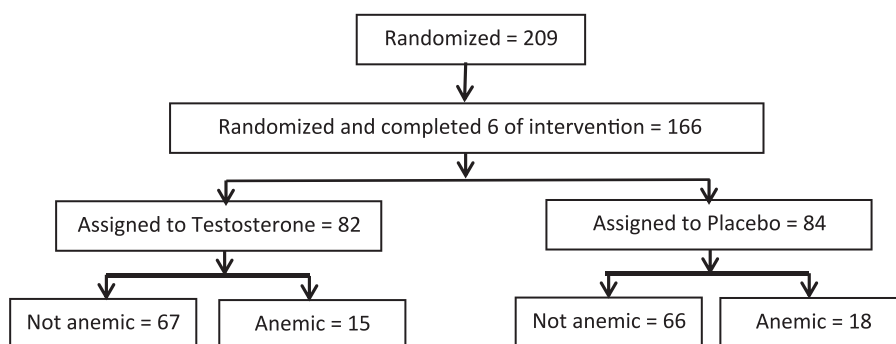 Randomized = 209
Randomized and completed 6 of intervention = 166
Assigned to Testosterone = 82
Assigned to Placebo = 84
Not anemic = 67
Anemic = 15
Not anemic = 66
Anemic = 18